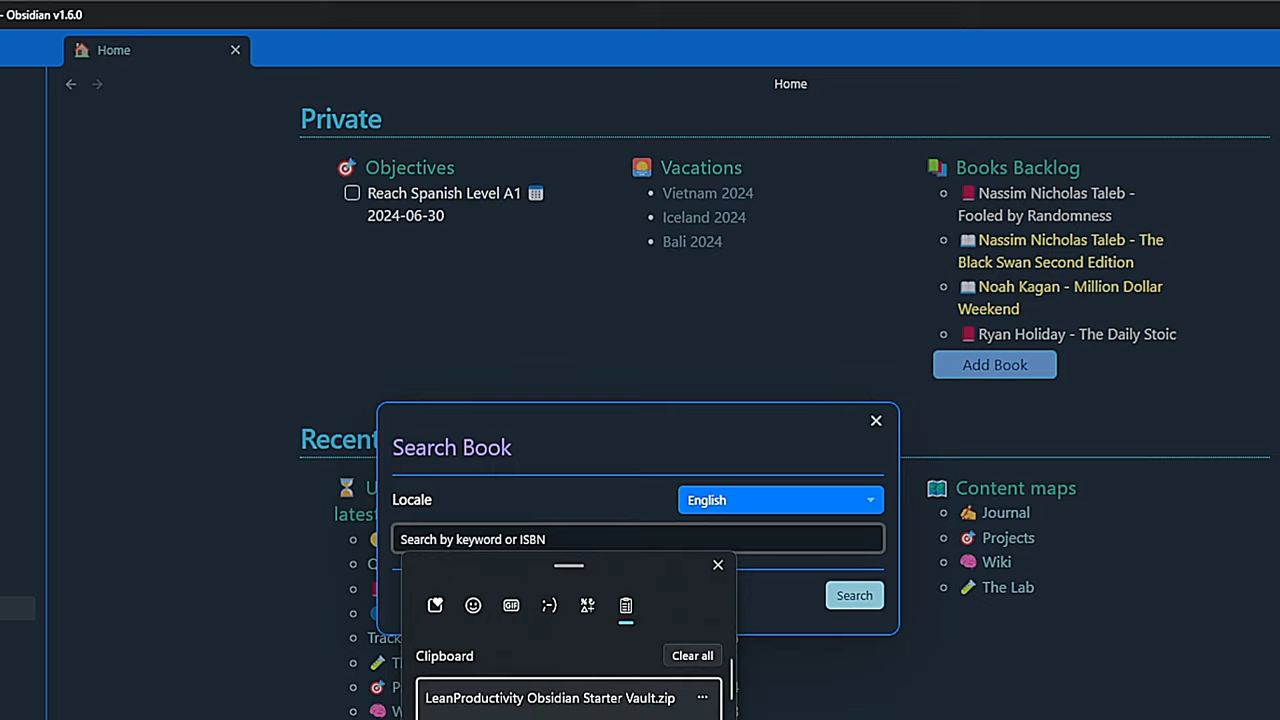 - Obsidian v1.6.0
Home
Home
Private
Objectives
Reach Spanish Level A1
2024-06-30
Vacations
Vietnam 2024
Iceland 2024
Bali 2024
Books Backlog
Nassim Nicholas Taleb -
Fooled by Randomness
Nassim Nicholas Taleb - The
Black Swan Second Edition
Noah Kagan - Million Dollar
Weekend
Ryan Holiday - The Daily Stoic
Add Book
Recent
latest
Track
Search Book
Locale
English
Search by keyword or ISBN
Search
GIF
;-)
Clipboard
Clear all
LeanProductivity Obsidian Starter Vault.zip
Content maps
Journal
Projects
Wiki
The Lab